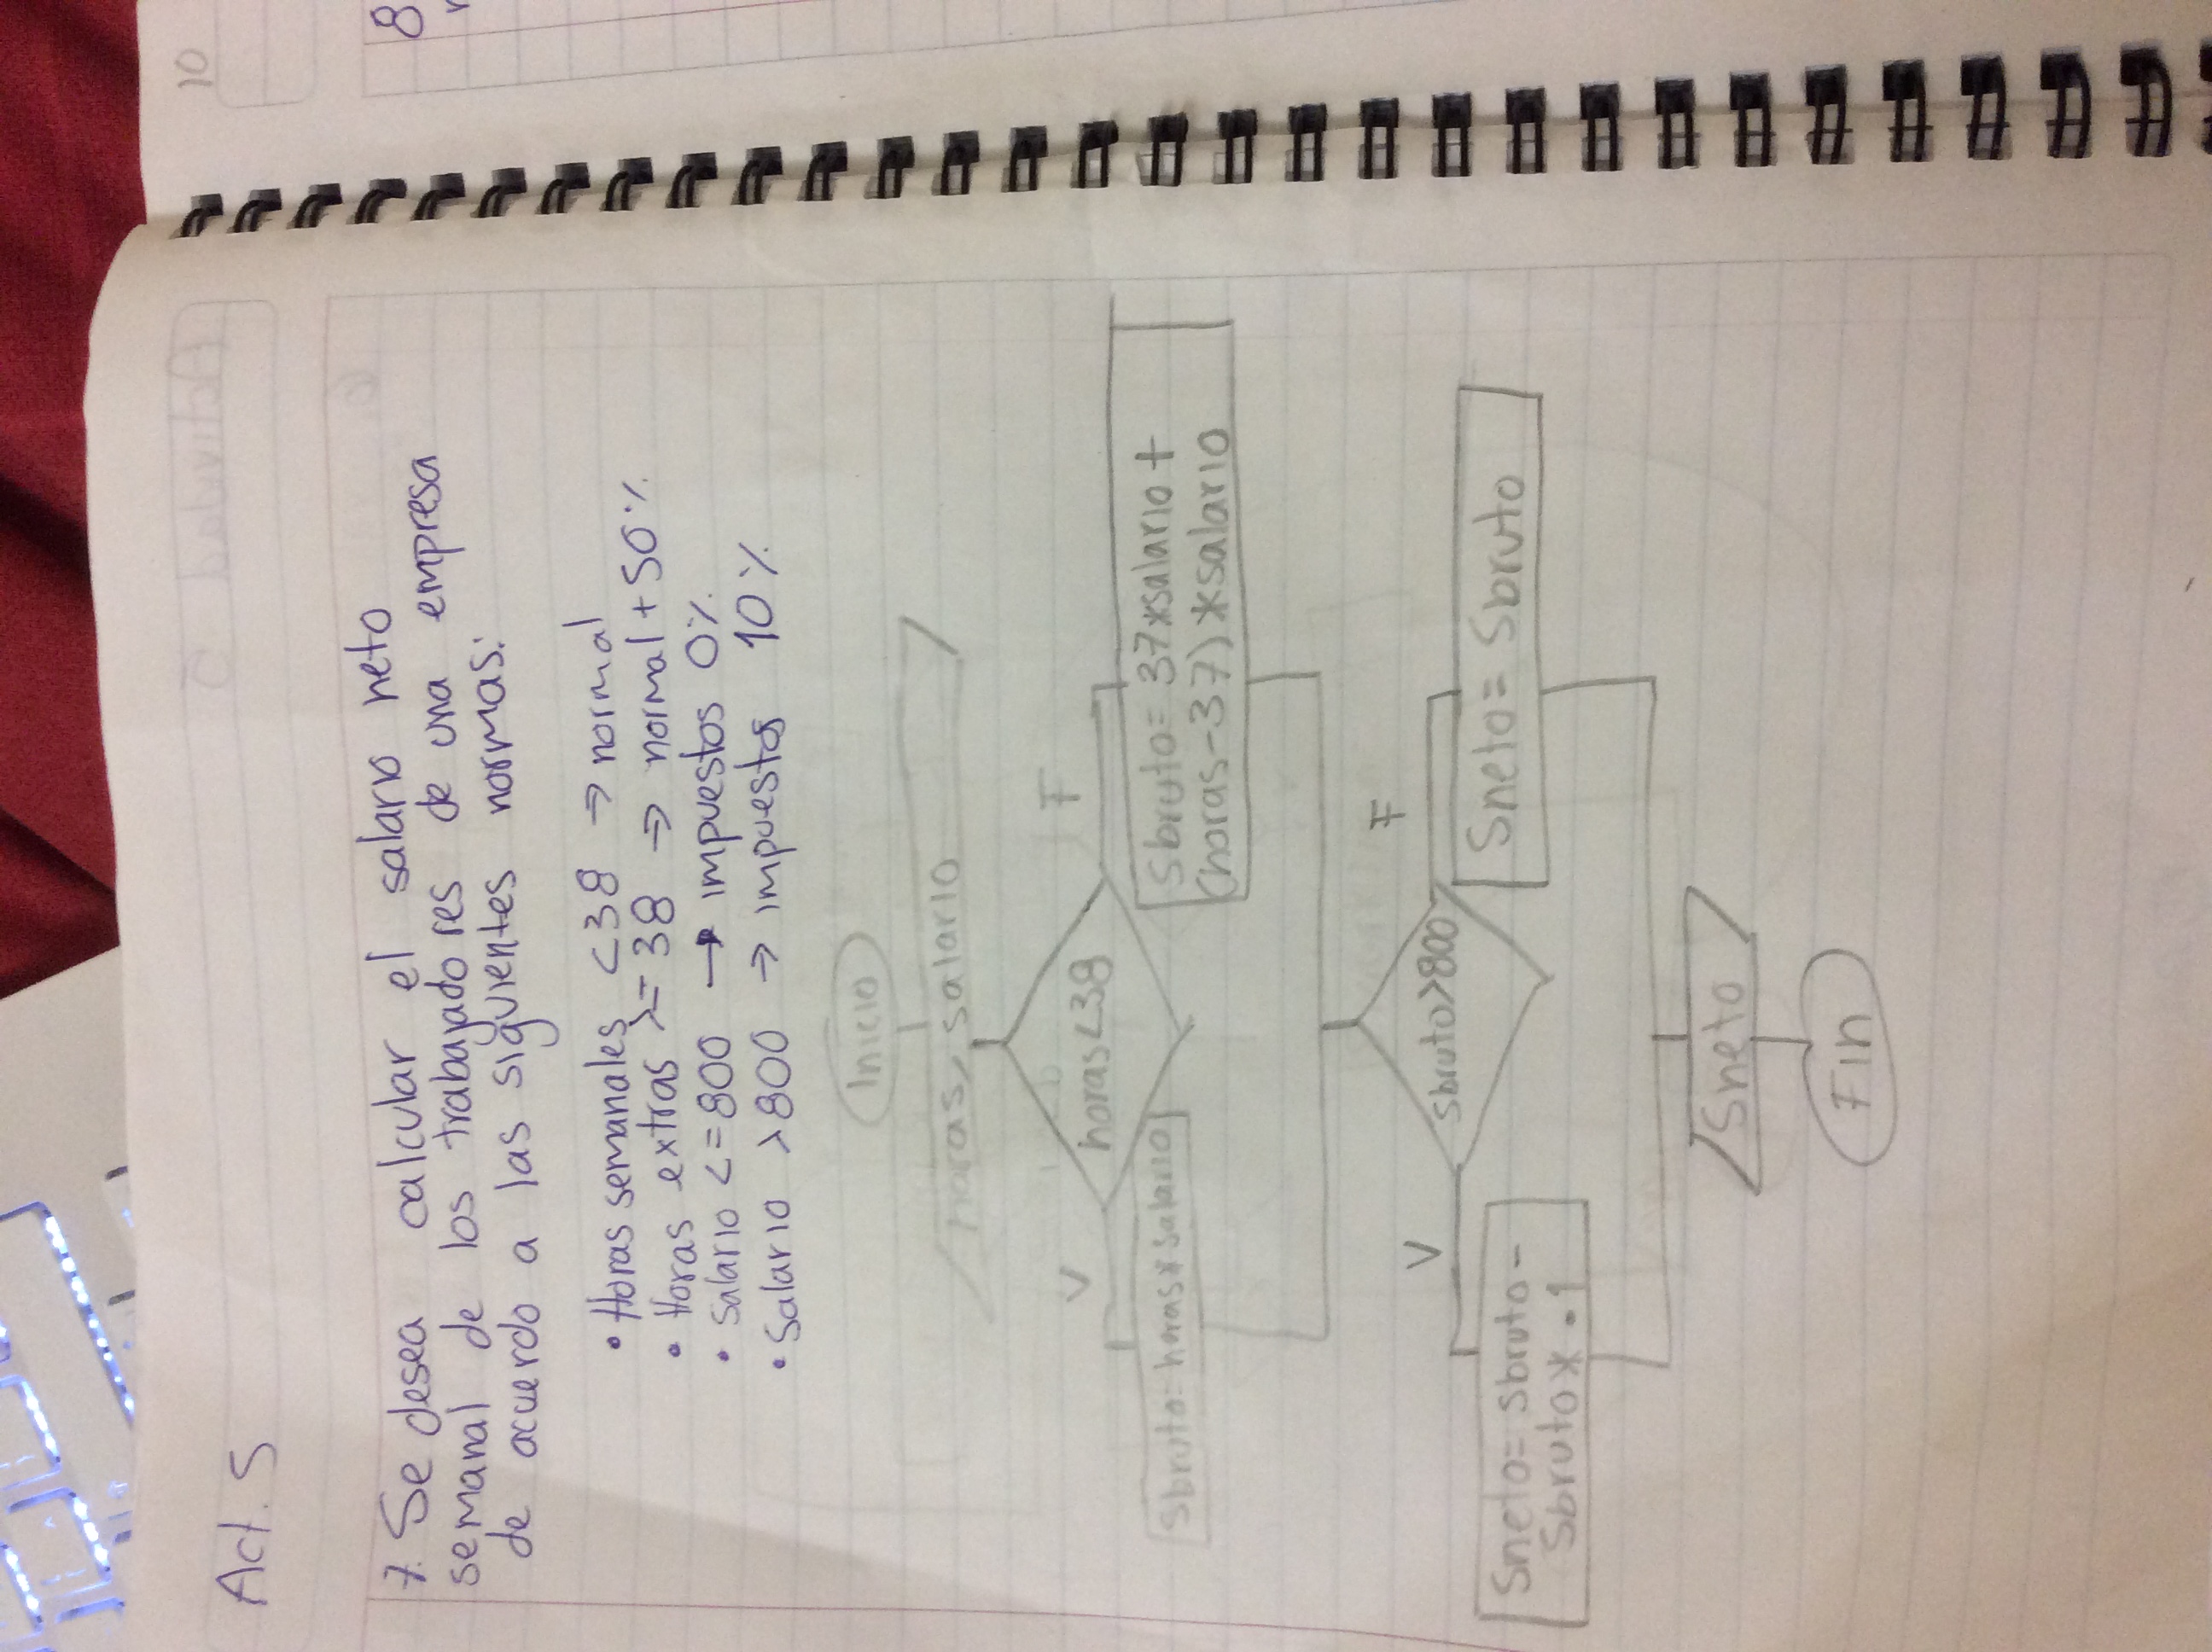 10
8
Act. 5
7. Se desea calcular el salario neto
semanal de los trabajadores de una empresa
de acuerdo a las siguientes normas:
• Horas semanales <38 → normal
• Horas extras >=38 → normal + 50%
• Salario <=800 → impuestos 0%
• Salario >800 → impuestos 10%
Inicio
horas, salario
horas<38
V
F
Sbruto=horas*salario
Sbruto=37*salario+
(horas-37)*salario
Sbruto>800
V
F
Sneto=sbruto-
Sbruto*.1
Sneto=Sbruto
Sneto
Fin